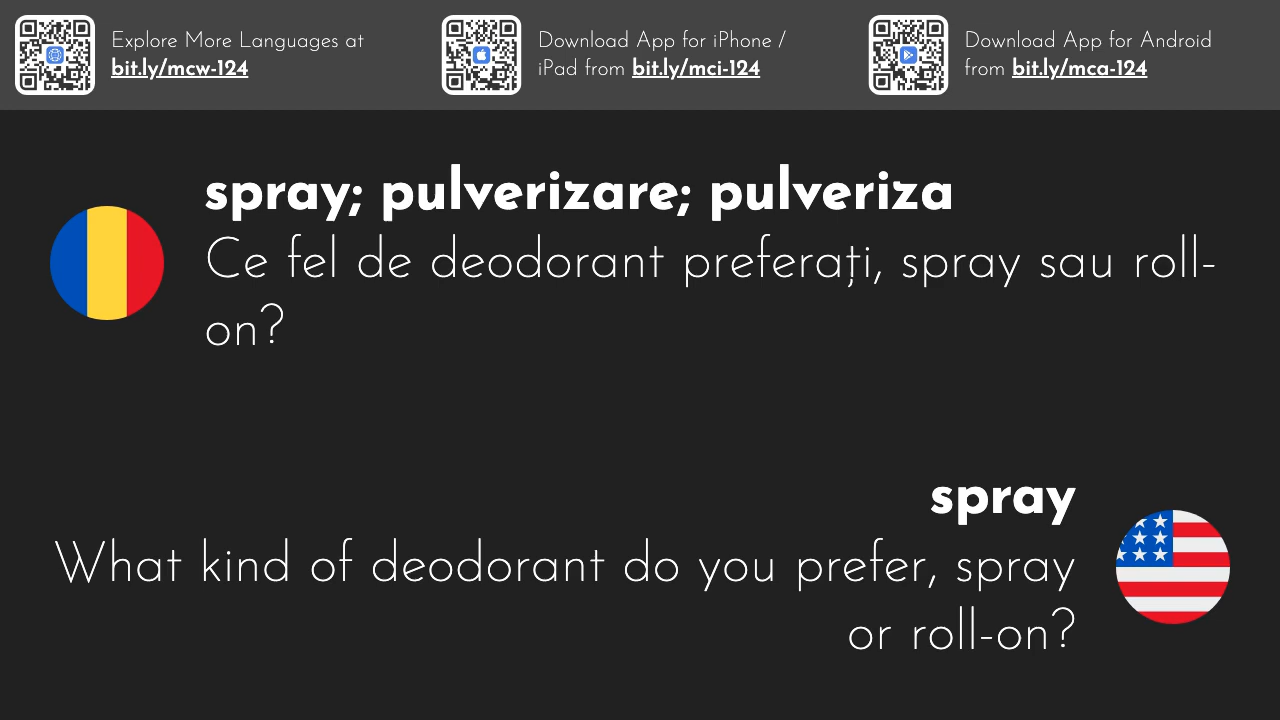 Explore More Languages at
bit.ly/mcw-124
Download App for iPhone /
iPad from bit.ly/mci-124
Download App for Android
from bit.ly/mca-124
spray; pulverizare; pulveriza
Ce fel de deodorant preferați, spray sau roll-
on?
spray
What kind of deodorant do you prefer, spray
or roll-on?